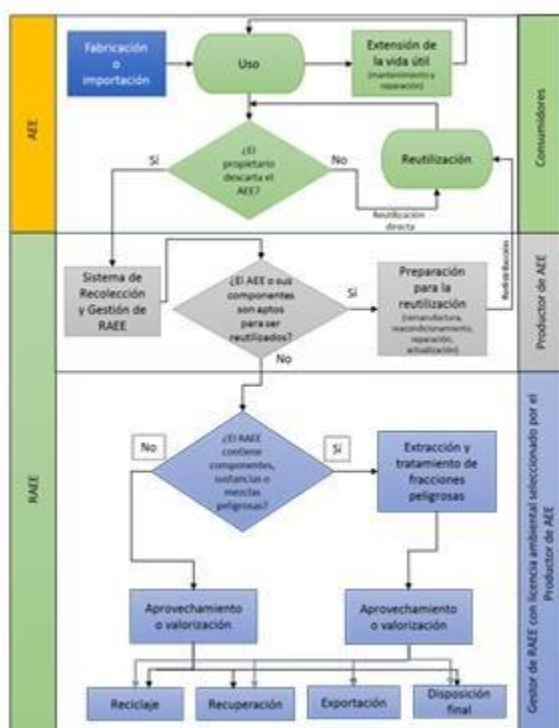 AEE
Fabricación
o
importación
Uso
Extensión de
la vida útil
(mantenimiento y
reparación)
Consumidores
¿El
propietario
descarta el
AEE?
Sí
No
Reutilización
Reutilización
directa
RAEE
Sistema de
Recolección
y Gestión de
RAEE
¿El AEE o sus
componentes
son aptos
para ser
reutilizados?
Sí
No
Preparación
para la
reutilización
(remanufactura,
reacondicionamiento,
reparación,
actualización)
Redistribución
Productor de AEE
No
¿El RAEE
contiene
componentes,
sustancias o
mezclas
peligrosas?
Sí
Extracción y
tratamiento de
fracciones
peligrosas
Gestor de RAEE con licencia ambiental seleccionado por el
Productor de AEE
Aprovechamiento
o valorización
Aprovechamiento
o valorización
Reciclaje
Recuperación
Exportación
Disposición
final